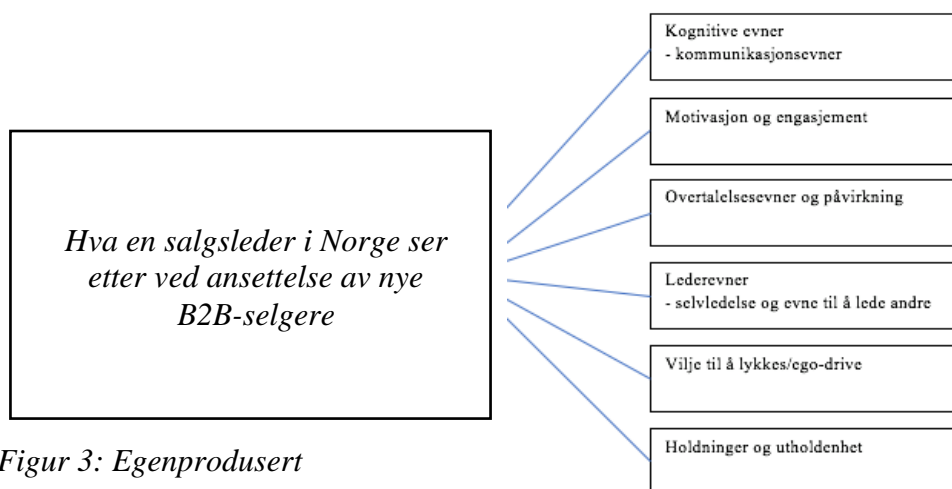 Hva en salgsleder i Norge ser
etter ved ansettelse av nye
B2B-selgere
Kognitive evner
- kommunikasjonsevner
Motivasjon og engasjement
Overtalelsesevner og påvirkning
Lederevner
- selvledelse og evne til å lede andre
Vilje til å lykkes/ego-drive
Holdninger og utholdenhet
Figur 3: Egenprodusert